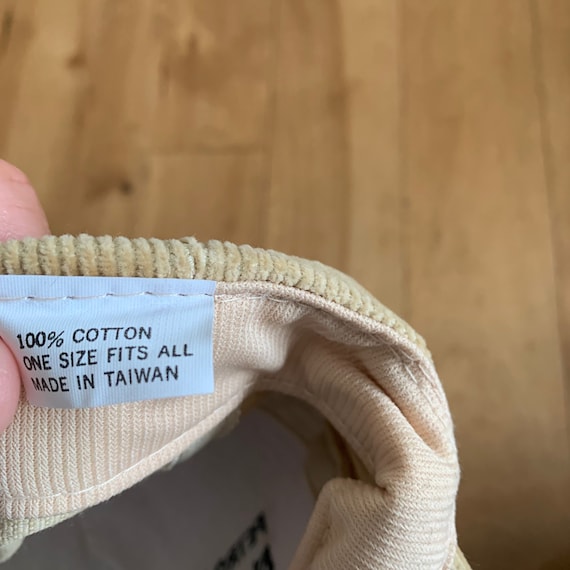 100% COTTON
ONE SIZE FITS ALL
MADE IN TAIWAN